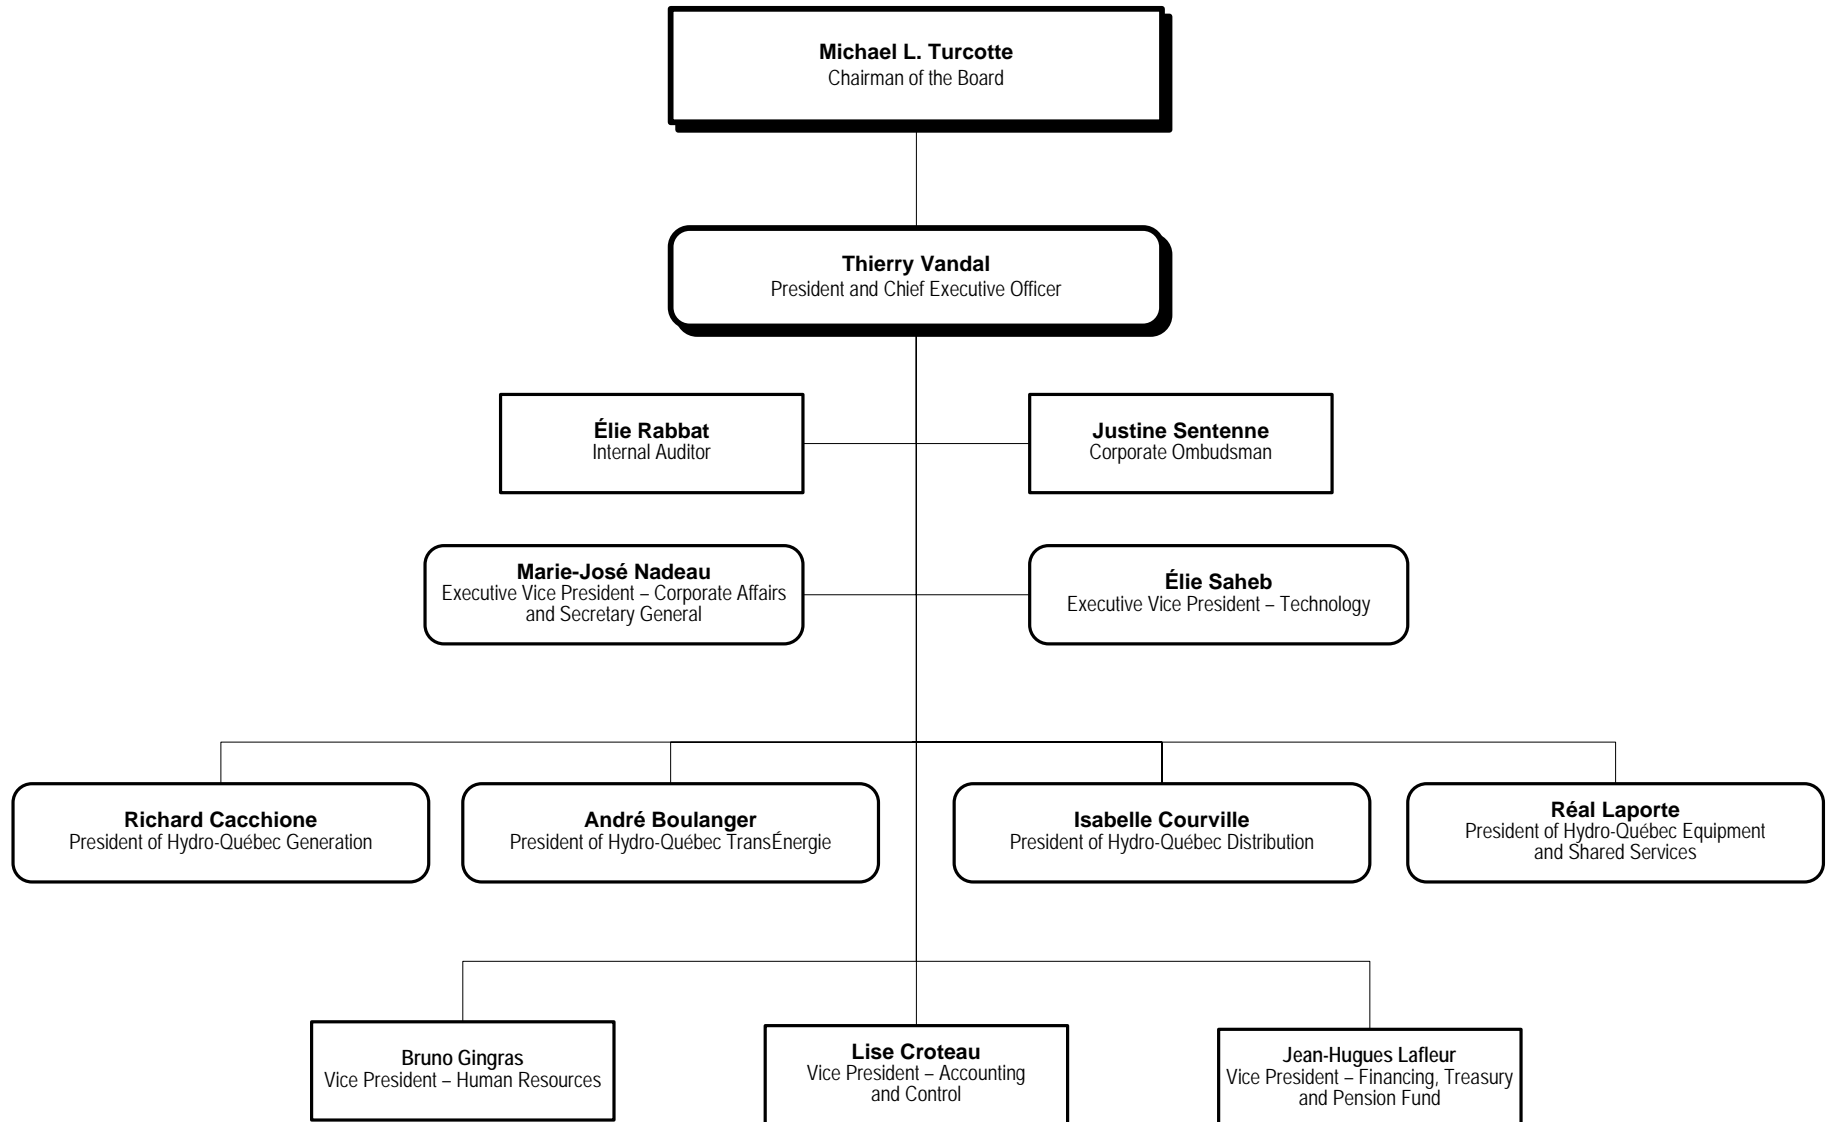 Michael L. Turcotte
Chairman of the Board
Thierry Vandal
President and Chief Executive Officer
Élie Rabbat
Internal Auditor
Justine Sentenne
Corporate Ombudsman
Marie-José Nadeau
Executive Vice President – Corporate Affairs
and Secretary General
Élie Saheb
Executive Vice President – Technology
Richard Cacchione
President of Hydro-Québec Generation
André Boulanger
President of Hydro-Québec TransÉnergie
Isabelle Courville
President of Hydro-Québec Distribution
Réal Laporte
President of Hydro-Québec Equipment
and Shared Services
Bruno Gingras
Vice President – Human Resources
Lise Croteau
Vice President – Accounting
and Control
Jean-Hugues Lafleur
Vice President – Financing, Treasury
and Pension Fund